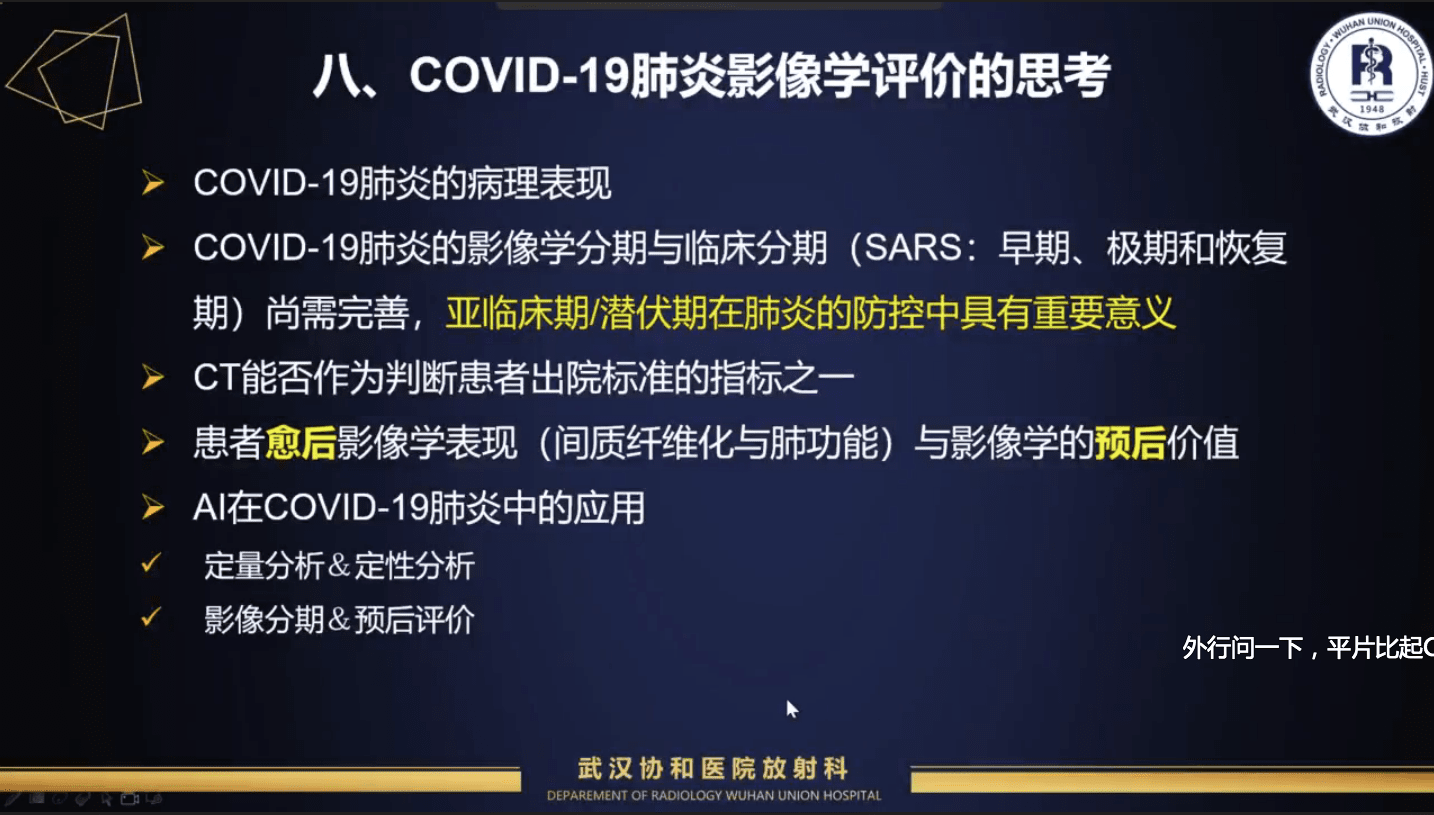 八、COVID-19肺炎影像学评价的思考
RADIOLOGY·WUHAN UNION HOSPITAL·HUST
1948
武汉协和放射
COVID-19肺炎的病理表现
COVID-19肺炎的影像学分期与临床分期（SARS：早期、极期和恢复
期）尚需完善，亚临床期/潜伏期在肺炎的防控中具有重要意义
CT能否作为判断患者出院标准的指标之一
患者愈后影像学表现（间质纤维化与肺功能）与影像学的预后价值
AI在COVID-19肺炎中的应用
定量分析＆定性分析
影像分期＆预后评价
外行问一下，平片比起C
武汉协和医院放射科
DEPAREMENT OF RADIOLOGY WUHAN UNION HOSPITAL